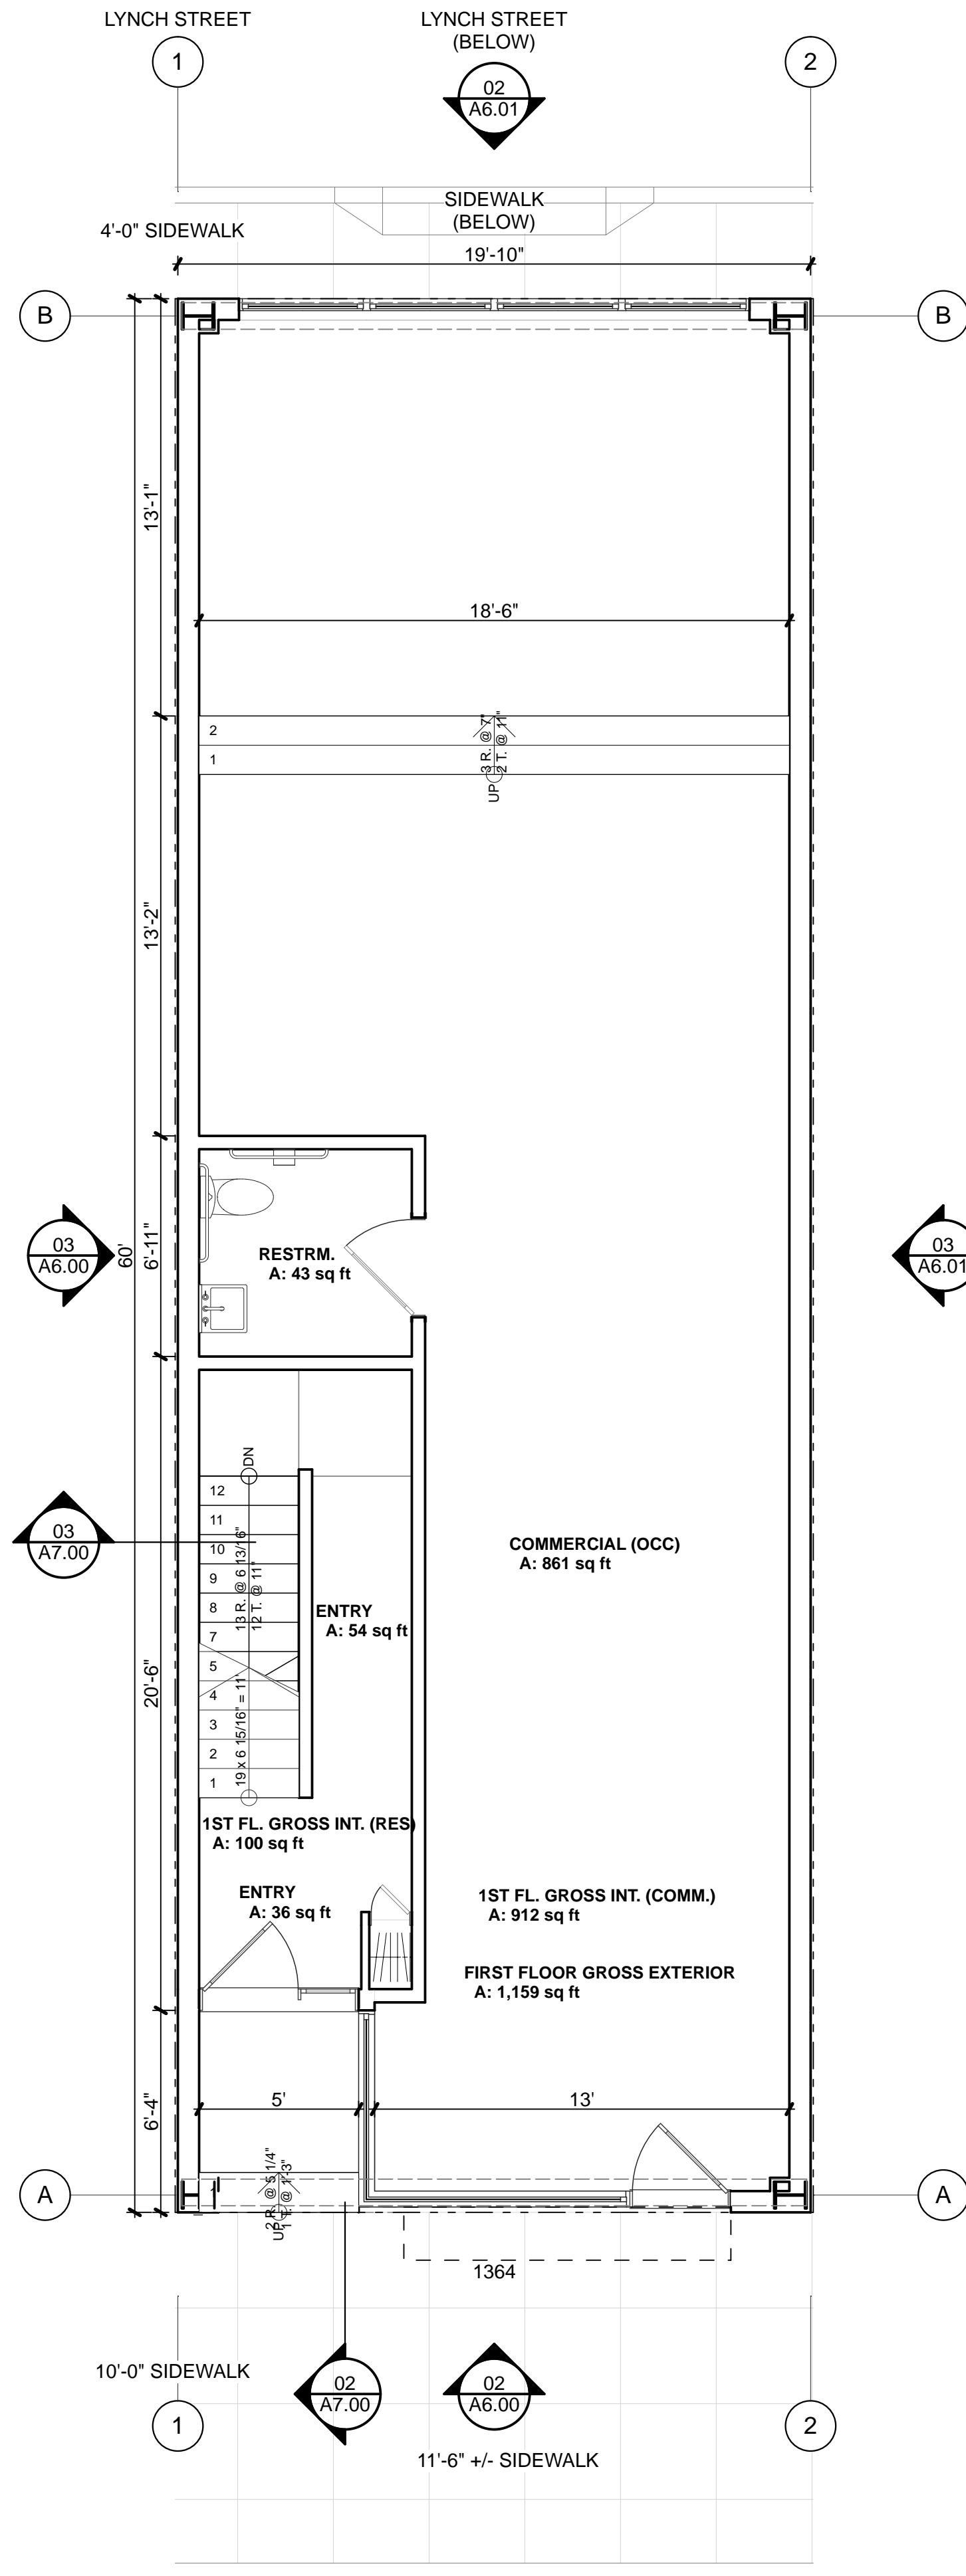 LYNCH STREET
LYNCH STREET
(BELOW)
1
2
02
A6.01
SIDEWALK
(BELOW)
4'-0" SIDEWALK
19'-10"
B
B
13'-1"
18'-6"
2
1
3 R. @ 7"
2 T. @ 11"
UP
13'-2"
03
A6.00
60'
6'-11"
RESTRM.
A: 43 sq ft
03
A6.01
DN
12
11
10
9
8
7
5
4
3
2
1
13 R. @ 6 13/16"
12 T. @ 11"
19 x 6 15/16" = 11'
03
A7.00
COMMERCIAL (OCC)
A: 861 sq ft
ENTRY
A: 54 sq ft
20'-6"
1ST FL. GROSS INT. (RES)
A: 100 sq ft
ENTRY
A: 36 sq ft
1ST FL. GROSS INT. (COMM.)
A: 912 sq ft
FIRST FLOOR GROSS EXTERIOR
A: 1,159 sq ft
6'-4"
5'
13'
2 R. @ 5 1/4"
1 T. @ 1'-3"
UP
1
A
A
1364
10'-0" SIDEWALK
02
A7.00
02
A6.00
1
2
11'-6" +/- SIDEWALK